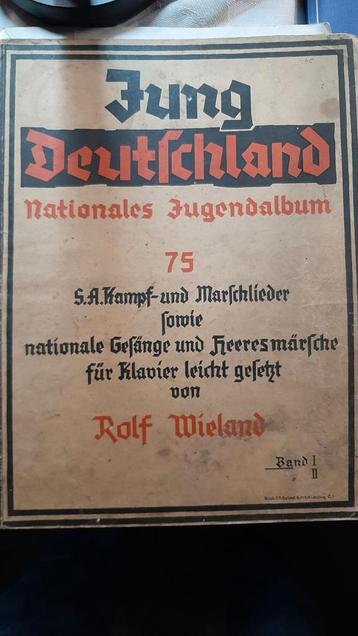 Jung
Deutschland
Nationales Jugendalbum
75
S.A. Kampf- und Marschlieder
sowie
nationale Gesänge und Heeresmärsche
für Klavier leicht gesetzt
von
Rolf Wieland
Band I
II